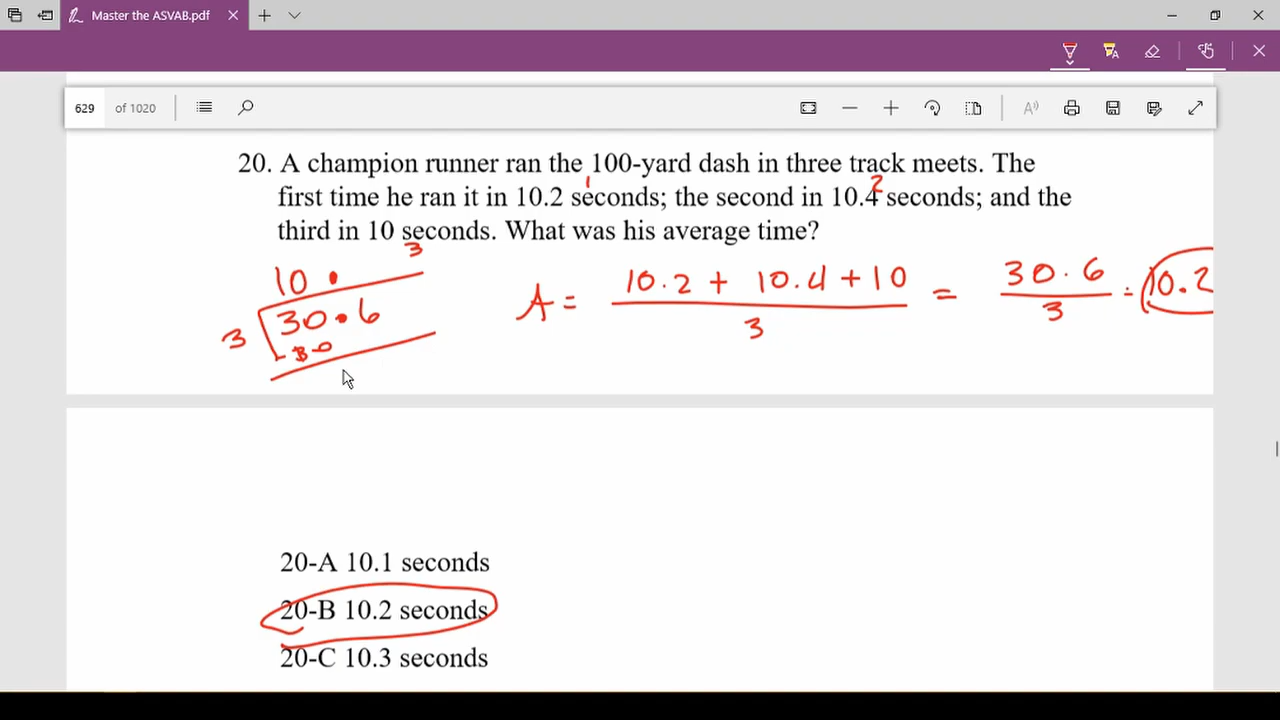 Master the ASVAB.pdf
629 of 1020
20. A champion runner ran the 100-yard dash in three track meets. The
first time he ran it in 10.2 seconds; the second in 10.4 seconds; and the
third in 10 seconds. What was his average time?
1
2
3
10.
3 30.6
30
A = 10.2 + 10.4 + 10 = 30.6 = 10.2
3 3
20-A 10.1 seconds
20-B 10.2 seconds
20-C 10.3 seconds